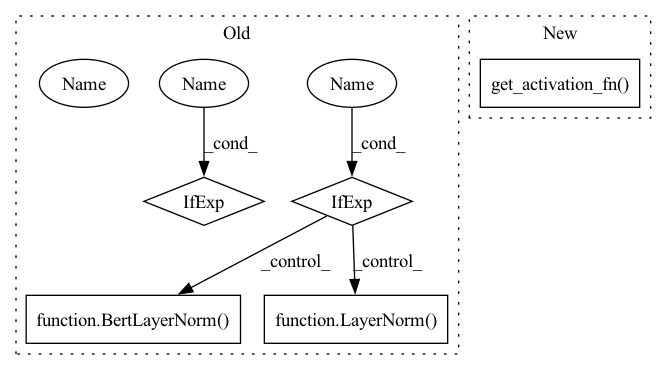 Old
New
Name
Name
Name
get_activation_fn()
_cond_
_cond_
IfExp
IfExp
_control_
_control_
function.BertLayerNorm()
function.LayerNorm()